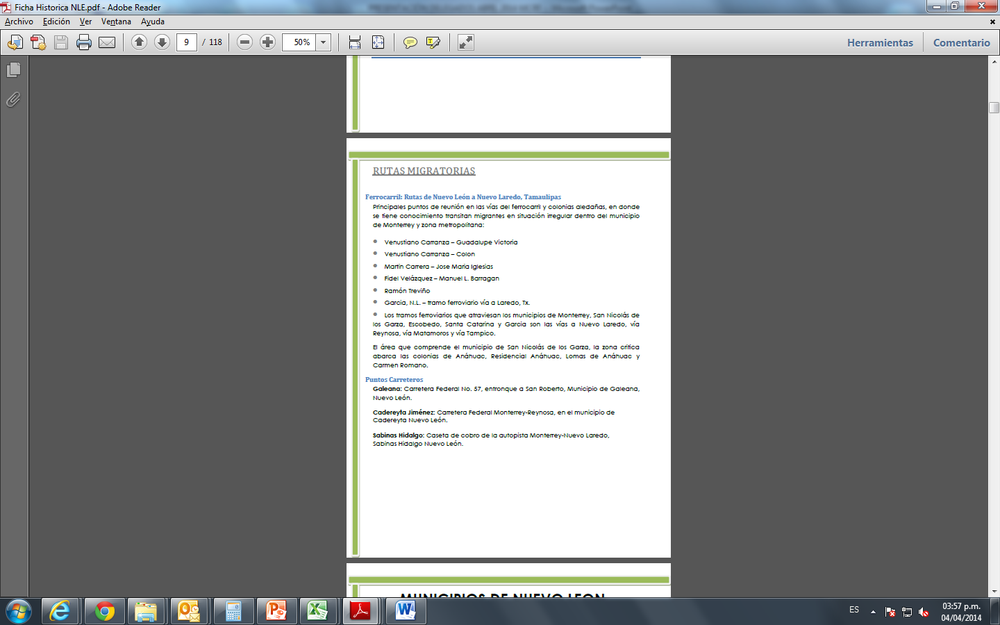 Ficha Historica NLE.pdf - Adobe Reader
Archivo Edición Ver Ventana Ayuda
9 / 118 50% Herramientas Comentario
RUTAS MIGRATORIAS
Ferrocarril: Rutas de Nuevo León a Nuevo Laredo, Tamaulipas
Principales puntos de reunión en las vías del ferrocarril y colonias aledañas, en donde
se tiene conocimiento transitan migrantes en situación irregular dentro del municipio
de Monterrey y zona metropolitana:
• Venustiano Carranza – Guadalupe Victoria
• Venustiano Carranza – Colon
• Martin Carrera – Jose Maria Iglesias
• Fidel Velázquez – Manuel L. Barragan
• Ramón Treviño
• Garcia, N.L. – tramo ferroviario vía a Laredo, Tx.
• Los tramos ferroviarios que atraviesan los municipios de Monterrey, San Nicolás de
los Garza, Escobedo, Santa Catarina y Garcia son las vías a Nuevo Laredo, vía
Reynosa, vía Matamoros y vía Tampico.
El área que comprende el municipio de San Nicolás de los Garza, la zona critica
abarca las colonias de Anáhuac, Residencial Anáhuac, Lomas de Anáhuac y
Carmen Romano.
Puntos Carreteros
Galeana: Carretera Federal No. 57, entronque a San Roberto, Municipio de Galeana,
Nuevo León.
Cadereyta Jiménez: Carretera Federal Monterrey-Reynosa, en el municipio de
Cadereyta Nuevo León.
Sabinas Hidalgo: Caseta de cobro de la autopista Monterrey-Nuevo Laredo,
Sabinas Hidalgo Nuevo León.
MUNICIPIOS DE NUEVO LEON
ES
03:57 p.m.
04/04/2014